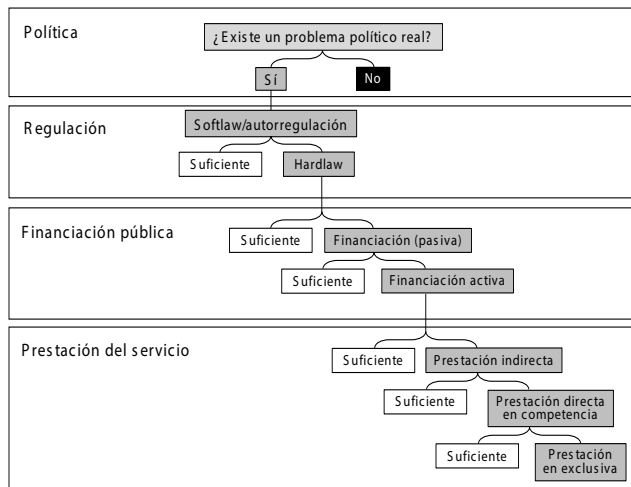 Política
¿Existe un problema político real?
Sí
No
Regulación
Softlaw/autorregulación
Suficiente
Hardlaw
Financiación pública
Suficiente
Financiación (pasiva)
Suficiente
Financiación activa
Prestación del servicio
Suficiente
Prestación indirecta
Suficiente
Prestación directa
en competencia
Suficiente
Prestación
en exclusiva